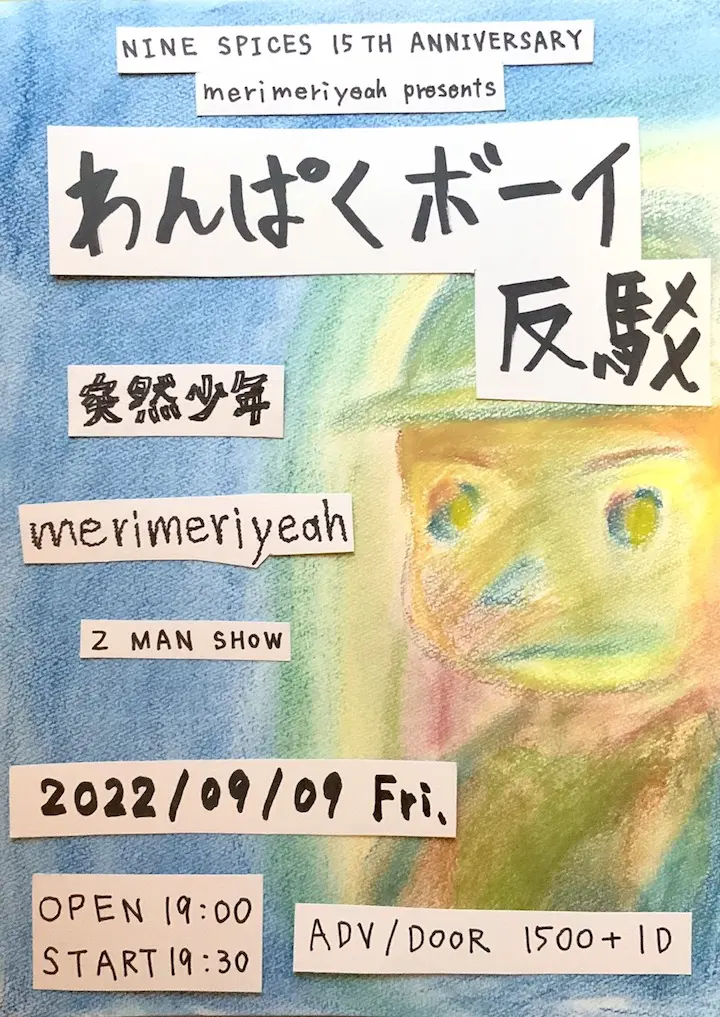 NINE SPICES 15TH ANNIVERSARY
merimeriyeah presents
わんぱくボーイ
反駁
突然少年
merimeriyeah
2 MAN SHOW
2022/09/09 Fri.
OPEN 19:00
START 19:30
ADV/DOOR 1500+1D